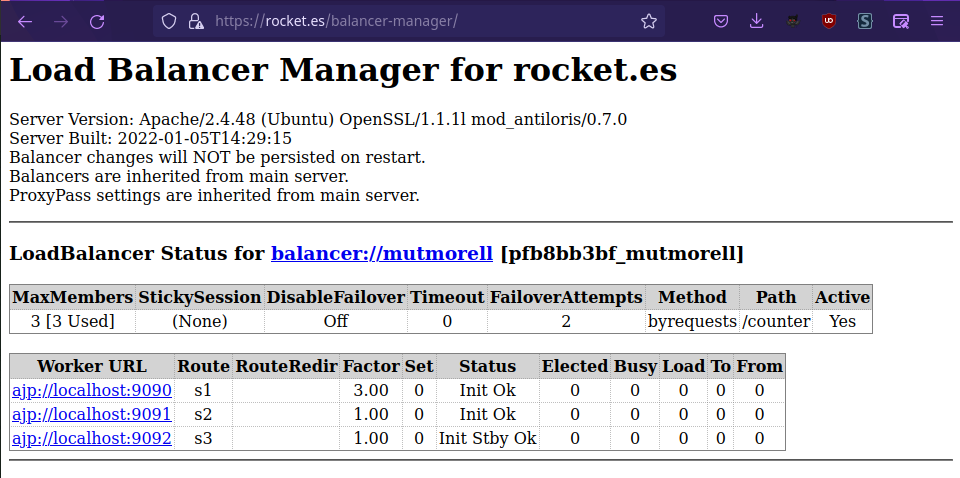 https://rocket.es/balancer-manager/
Load Balancer Manager for rocket.es
Server Version: Apache/2.4.48 (Ubuntu) OpenSSL/1.1.1l mod_antiloris/0.7.0
Server Built: 2022-01-05T14:29:15
Balancer changes will NOT be persisted on restart.
Balancers are inherited from main server.
ProxyPass settings are inherited from main server.
LoadBalancer Status for balancer://mutmorell [pfb8bb3bf_mutmorell]
MaxMembers StickySession DisableFailover Timeout FailoverAttempts Method Path Active
3 [3 Used] (None) Off 0 2 byrequests /counter Yes
Worker URL Route RouteRedir Factor Set Status Elected Busy Load To From
ajp://localhost:9090 s1 3.00 0 Init Ok 0 0 0 0 0
ajp://localhost:9091 s2 1.00 0 Init Ok 0 0 0 0 0
ajp://localhost:9092 s3 1.00 0 Init Stby Ok 0 0 0 0 0